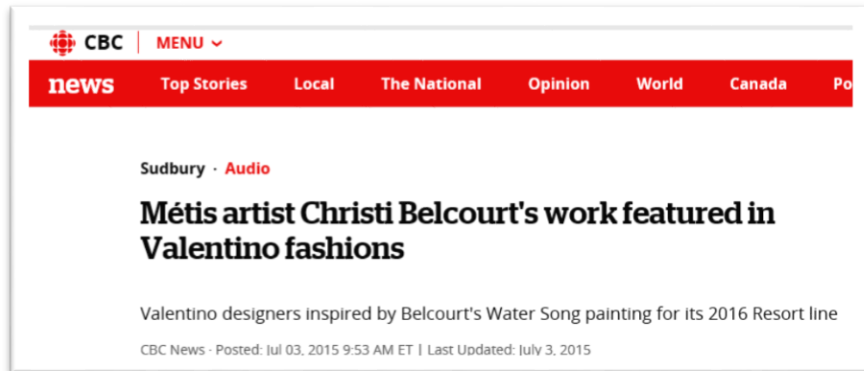 CBC MENU
news Top Stories Local The National Opinion World Canada Po
Sudbury · Audio
Métis artist Christi Belcourt's work featured in
Valentino fashions
Valentino designers inspired by Belcourt's Water Song painting for its 2016 Resort line
CBC News · Posted: Jul 03, 2015 9:53 AM ET | Last Updated: July 3, 2015